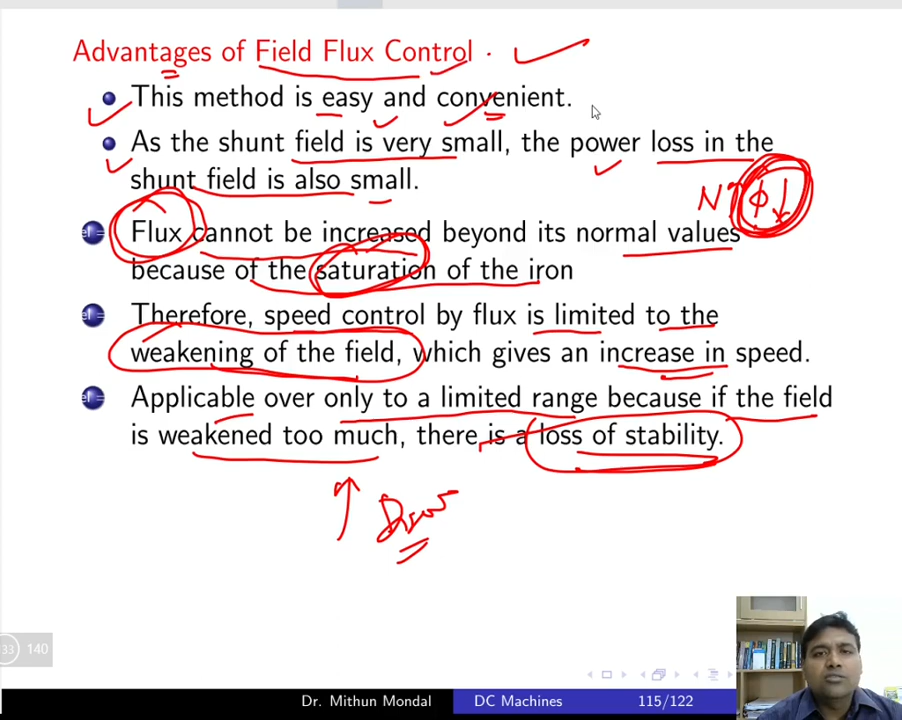 Advantages of Field Flux Control
This method is easy and convenient.
As the shunt field is very small, the power loss in the
shunt field is also small.
N↑ ϕ↓
Flux cannot be increased beyond its normal values
because of the saturation of the iron
Therefore, speed control by flux is limited to the
weakening of the field, which gives an increase in speed.
Applicable over only to a limited range because if the field
is weakened too much, there is a loss of stability.
33 140
Dr. Mithun Mondal DC Machines 115/122